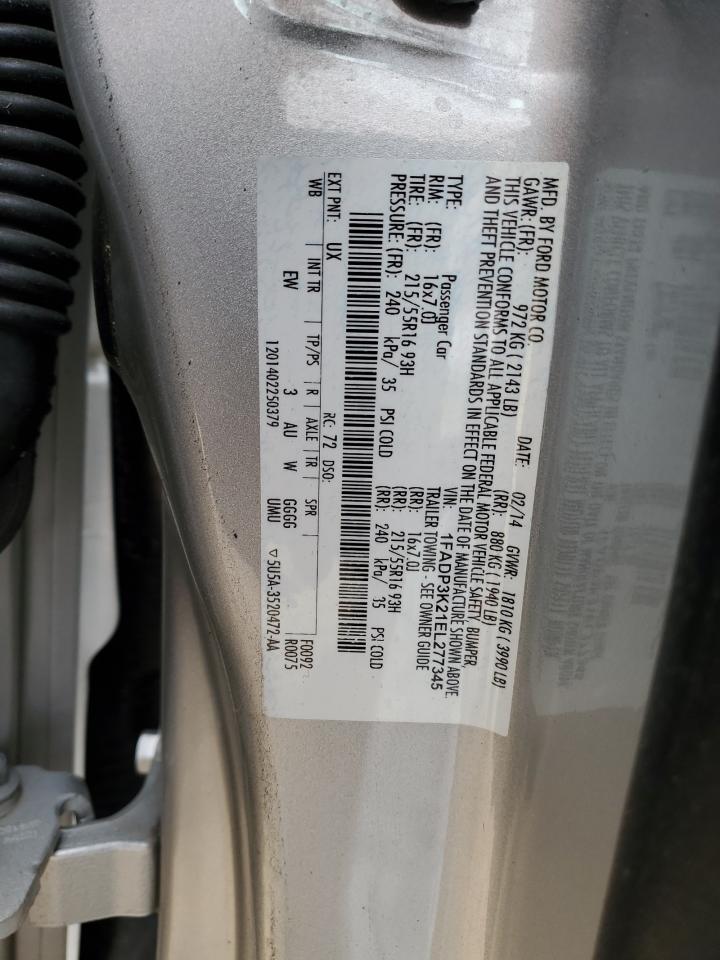 MFD. BY FORD MOTOR CO.
DATE: 02/14 GVWR: 1810 KG ( 3990 LB)
GAWR: (FR): 972 KG ( 2143 LB) (RR): 880 KG ( 1940 LB)
THIS VEHICLE CONFORMS TO ALL APPLICABLE FEDERAL MOTOR VEHICLE SAFETY, BUMPER,
AND THEFT PREVENTION STANDARDS IN EFFECT ON THE DATE OF MANUFACTURE SHOWN ABOVE.
VIN: 1FADP3K21EL277345
TYPE: Passenger Car TRAILER TOWING - SEE OWNER GUIDE
RIM: (FR): 16x7.0J (RR): 16x7.0J
TIRE: (FR): 215/55R16 93H (RR): 215/55R16 93H
PRESSURE: (FR): 240 kPa/ 35 PSI COLD (RR): 240 kPa/ 35 PSI COLD
EXT PNT: UX RC: 72 DSO: F0092
WB INT TR TP/PS R AXLE TR SPR R0075
EW 3 AU W GGGG
1201402250379 UMU ▽5U5A-3520472-AA